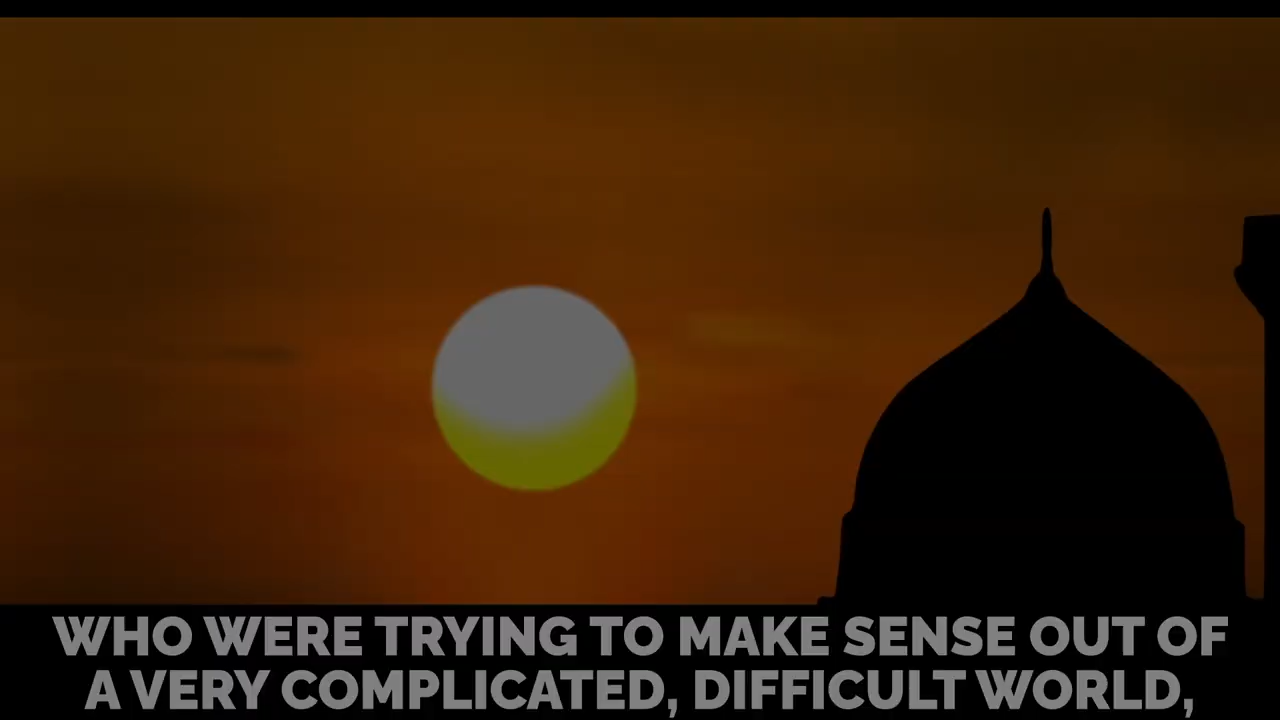 WHO WERE TRYING TO MAKE SENSE OUT OF
A VERY COMPLICATED, DIFFICULT WORLD,